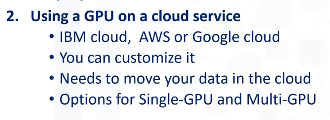 2. Using a GPU on a cloud service
• IBM cloud, AWS or Google cloud
• You can customize it
• Needs to move your data in the cloud
• Options for Single-GPU and Multi-GPU